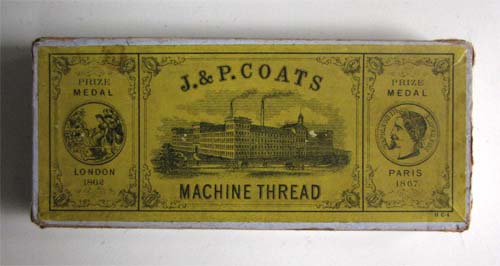 PRIZE
MEDAL
LONDON
1862
J. & P. COATS
MACHINE THREAD
PRIZE
MEDAL
PARIS
1867